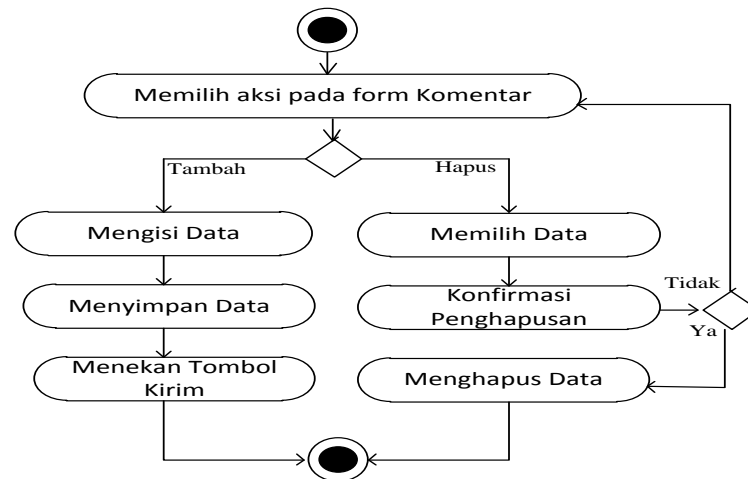 Memilih aksi pada form Komentar
Tambah
Hapus
Mengisi Data
Memilih Data
Menyimpan Data
Konfirmasi
Penghapusan
Tidak
Ya
Menekan Tombol
Kirim
Menghapus Data